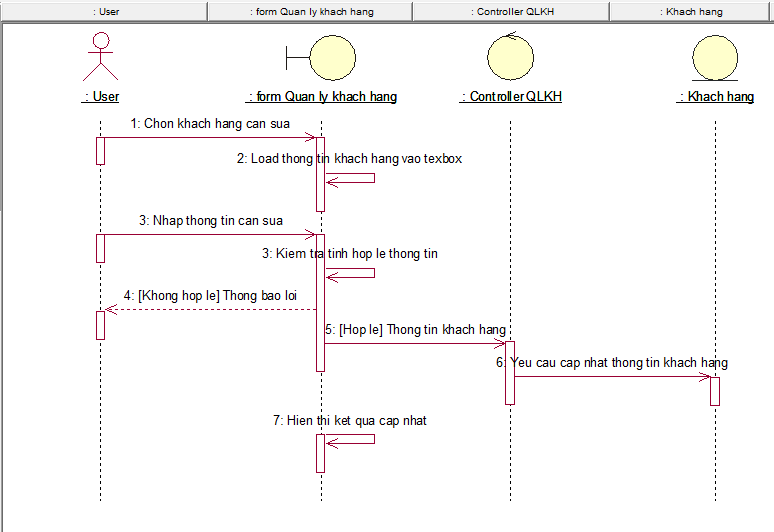 : User
: form Quan ly khach hang
: Controller QLKH
: Khach hang
: User
: form Quan ly khach hang
: Controller QLKH
: Khach hang
1: Chon khach hang can sua
2: Load thong tin khach hang vao texbox
3: Nhap thong tin can sua
3: Kiem tra tinh hop le thong tin
4: [Khong hop le] Thong bao loi
5: [Hop le] Thong tin khach hang
6: Yeu cau cap nhat thong tin khach hang
7: Hien thi ket qua cap nhat